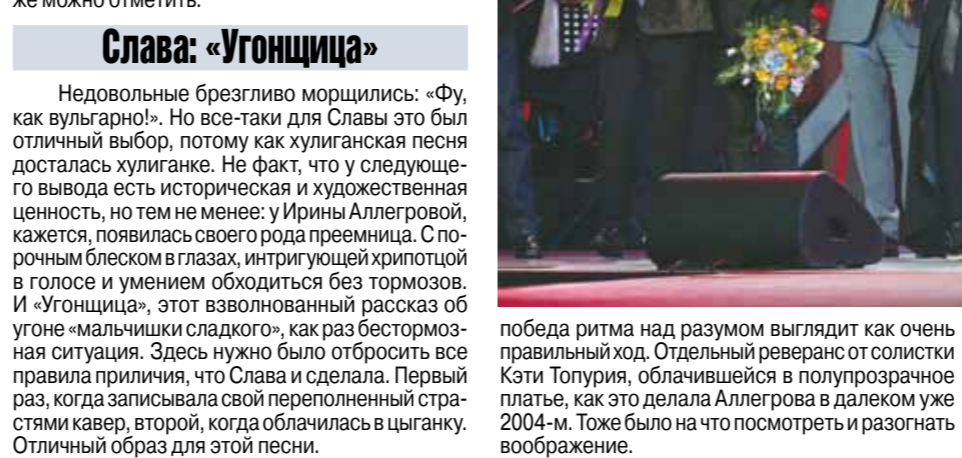 же можно отметить.
Слава: «Угонщица»
Недовольные брезгливо морщились: «Фу,
как вульгарно!». Но все-таки для Славы это был
отличный выбор, потому как хулиганская песня
досталась хулиганке. Не факт, что у следующе-
го вывода есть историческая и художественная
ценность, но тем не менее: у Ирины Аллегровой,
кажется, появилась своего рода преемница. С по-
рочным блеском в глазах, интригующей хрипотцой
в голосе и умением обходиться без тормозов.
И «Угонщица», этот взволнованный рассказ об
угоне «мальчишки сладкого», как раз бестормоз-
ная ситуация. Здесь нужно было отбросить все
правила приличия, что Слава и сделала. Первый
раз, когда записывала свой переполненный стра-
стями кавер, второй, когда облачилась в цыганку.
Отличный образ для этой песни.
победа ритма над разумом выглядит как очень
правильный ход. Отдельный реверанс от солистки
Кэти Топурия, облачившейся в полупрозрачное
платье, как это делала Аллегрова в далеком уже
2004-м. Тоже было на что посмотреть и разогнать
воображение.